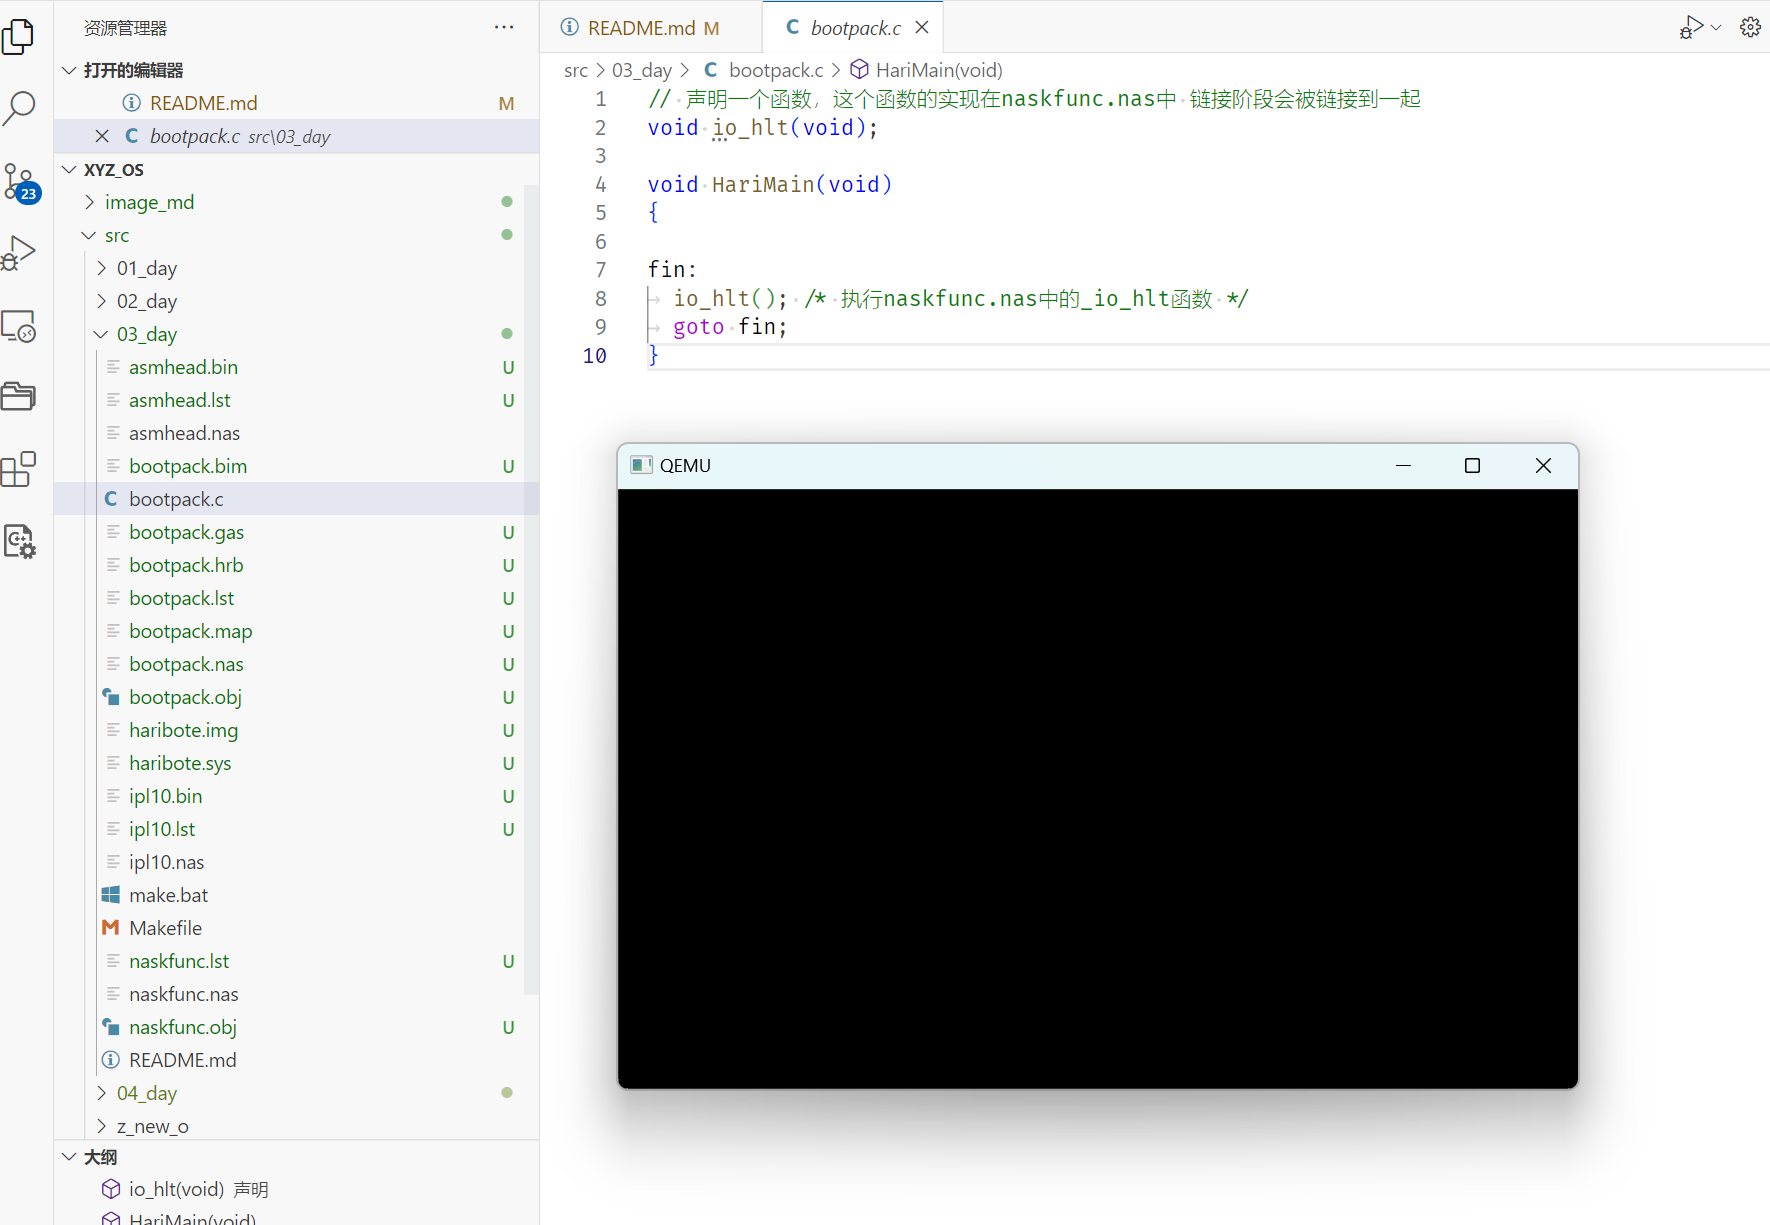 资源管理器
打开的编辑器
README.md M
bootpack.c src\03_day
23
XYZ_OS
image_md
src
01_day
02_day
03_day
asmhead.bin U
asmhead.lst U
asmhead.nas
bootpack.bim U
bootpack.c
bootpack.gas U
bootpack.hrb U
bootpack.lst U
bootpack.map U
bootpack.nas U
bootpack.obj U
haribote.img U
haribote.sys U
ipl10.bin U
ipl10.lst U
ipl10.nas
make.bat
Makefile
naskfunc.lst U
naskfunc.nas
naskfunc.obj U
README.md
04_day
z_new_o
大纲
io_hlt(void) 声明
HariMain(void)
README.md M
bootpack.c
src > 03_day > bootpack.c > HariMain(void)
1 // 声明一个函数，这个函数的实现在naskfunc.nas中 链接阶段会被链接到一起
2 void io_hlt(void);
3
4 void HariMain(void)
5 {
6
7 fin:
8 io_hlt(); /* 执行naskfunc.nas中的_io_hlt函数 */
9 goto fin;
10 }
QEMU